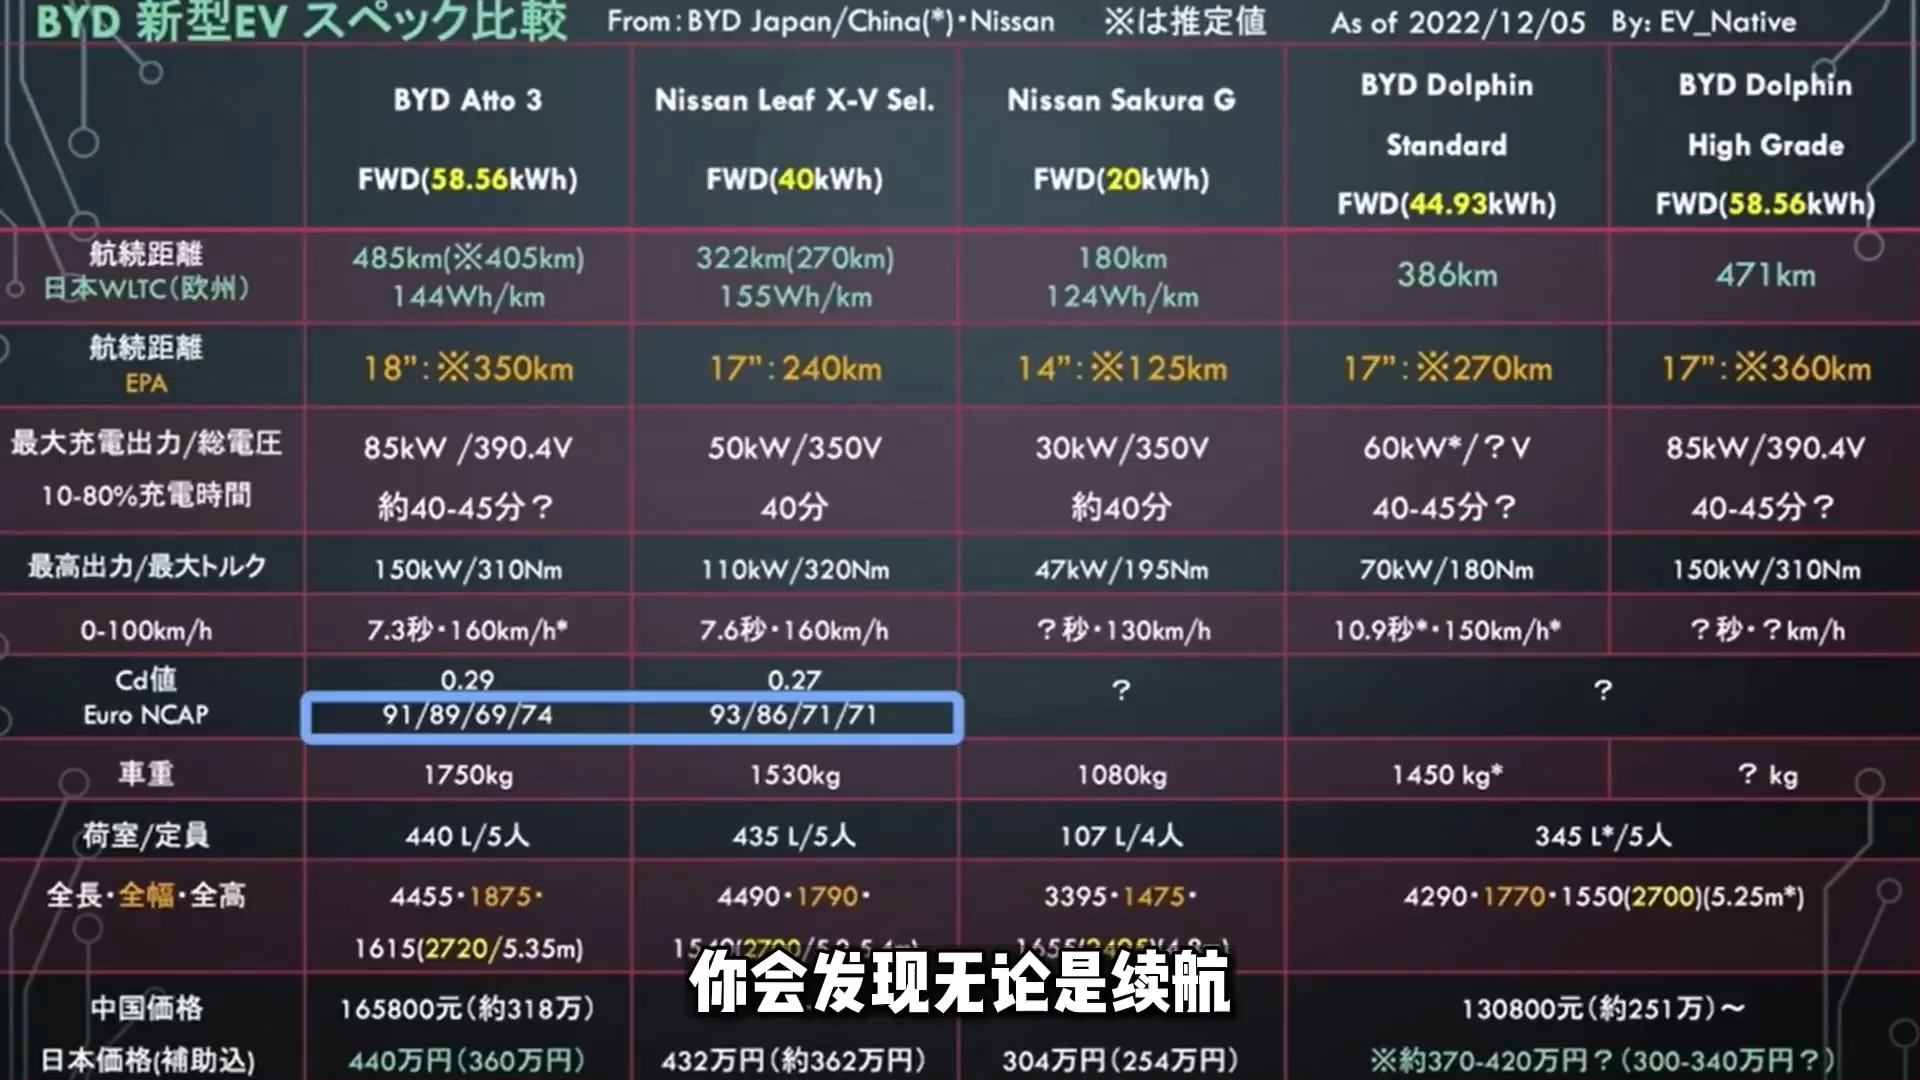 BYD 新型EV スペック比較 From:BYD Japan/China(*)・Nissan ※は推定値 As of 2022/12/05 By: EV_Native
BYD Atto 3
FWD(58.56kWh)
Nissan Leaf X-V Sel.
FWD(40kWh)
Nissan Sakura G
FWD(20kWh)
BYD Dolphin
Standard
FWD(44.93kWh)
BYD Dolphin
High Grade
FWD(58.56kWh)
航続距離
日本WLTC(欧州)
485km(※405km)
144Wh/km
322km(270km)
155Wh/km
180km
124Wh/km
386km
471km
航続距離
EPA
18”:※350km
17”:240km
14”:※125km
17”:※270km
17”:※360km
最大充電出力/総電圧
10-80%充電時間
85kW /390.4V
約40-45分?
50kW/350V
40分
30kW/350V
約40分
60kW*/?V
40-45分?
85kW/390.4V
40-45分?
最高出力/最大トルク
150kW/310Nm
110kW/320Nm
47kW/195Nm
70kW/180Nm
150kW/310Nm
0-100km/h
7.3秒・160km/h*
7.6秒・160km/h
?秒・130km/h
10.9秒*・150km/h*
?秒・?km/h
Cd値
Euro NCAP
0.29
91/89/69/74
0.27
93/86/71/71
?
?
車重
1750kg
1530kg
1080kg
1450 kg*
? kg
荷室/定員
440 L/5人
435 L/5人
107 L/4人
345 L*/5人
全長・全幅・全高
4455・1875・
1615(2720/5.35m)
4490・1790・
3395・1475・
4290・1770・1550(2700)(5.25m*)
你会发现无论是续航
中国価格
165800元(約318万)
130800元(約251万)〜
日本価格(補助込)
440万円(360万円)
432万円(約362万円)
304万円(254万円)
※約370-420万円?(300-340万円?)